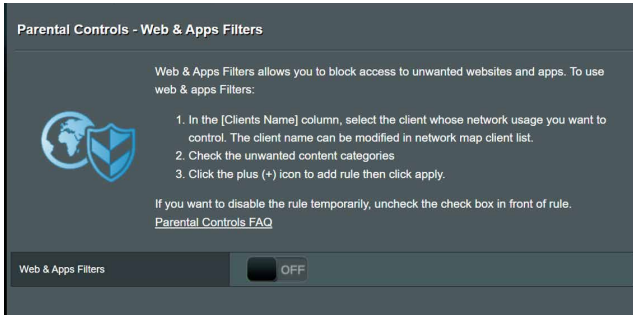 Parental Controls - Web & Apps Filters
Web & Apps Filters allows you to block access to unwanted websites and apps. To use
web & apps Filters:
1. In the [Clients Name] column, select the client whose network usage you want to
control. The client name can be modified in network map client list.
2. Check the unwanted content categories
3. Click the plus (+) icon to add rule then click apply.
If you want to disable the rule temporarily, uncheck the check box in front of rule.
Parental Controls FAQ
Web & Apps Filters
OFF